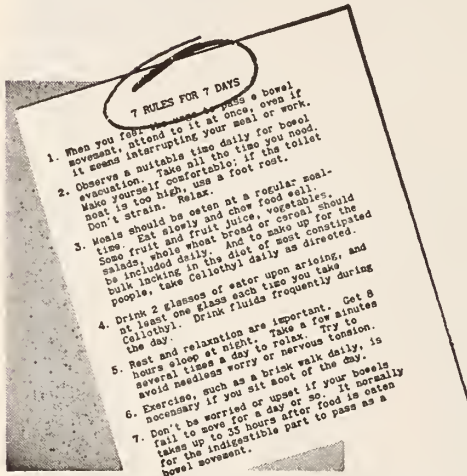 7 RULES FOR 7 DAYS
1. When you feel the urge to pass a bowel
movement, attend to it at once, even if
it means interrupting your meal or work.
2. Observe a suitable time daily for bowel
evacuation. Take all the time you need.
Make yourself comfortable; if the toilet
seat is too high, use a foot rest.
Don't strain. Relax.
3. Meals should be eaten at a regular meal-
time. Eat slowly and chew food well.
Some fruit and fruit juice, vegetables,
salads, whole wheat bread or cereal should
be included daily. And to make up for the
bulk lacking in the diet of most constipated
people, take Cellothyl daily as directed.
4. Drink 2 glasses of water upon arising, and
at least one glass each time you take
Cellothyl. Drink fluids frequently during
the day.
5. Rest and relaxation are important. Get 8
hours sleep at night. Take a few minutes
several times a day to relax. Try to
avoid needless worry or nervous tension.
6. Exercise, such as a brisk walk daily, is
necessary if you sit most of the day.
7. Don't be worried or upset if your bowels
fail to move for a day or so. It normally
takes up to 35 hours after food is eaten
for the indigestible part to pass as a
bowel movement.